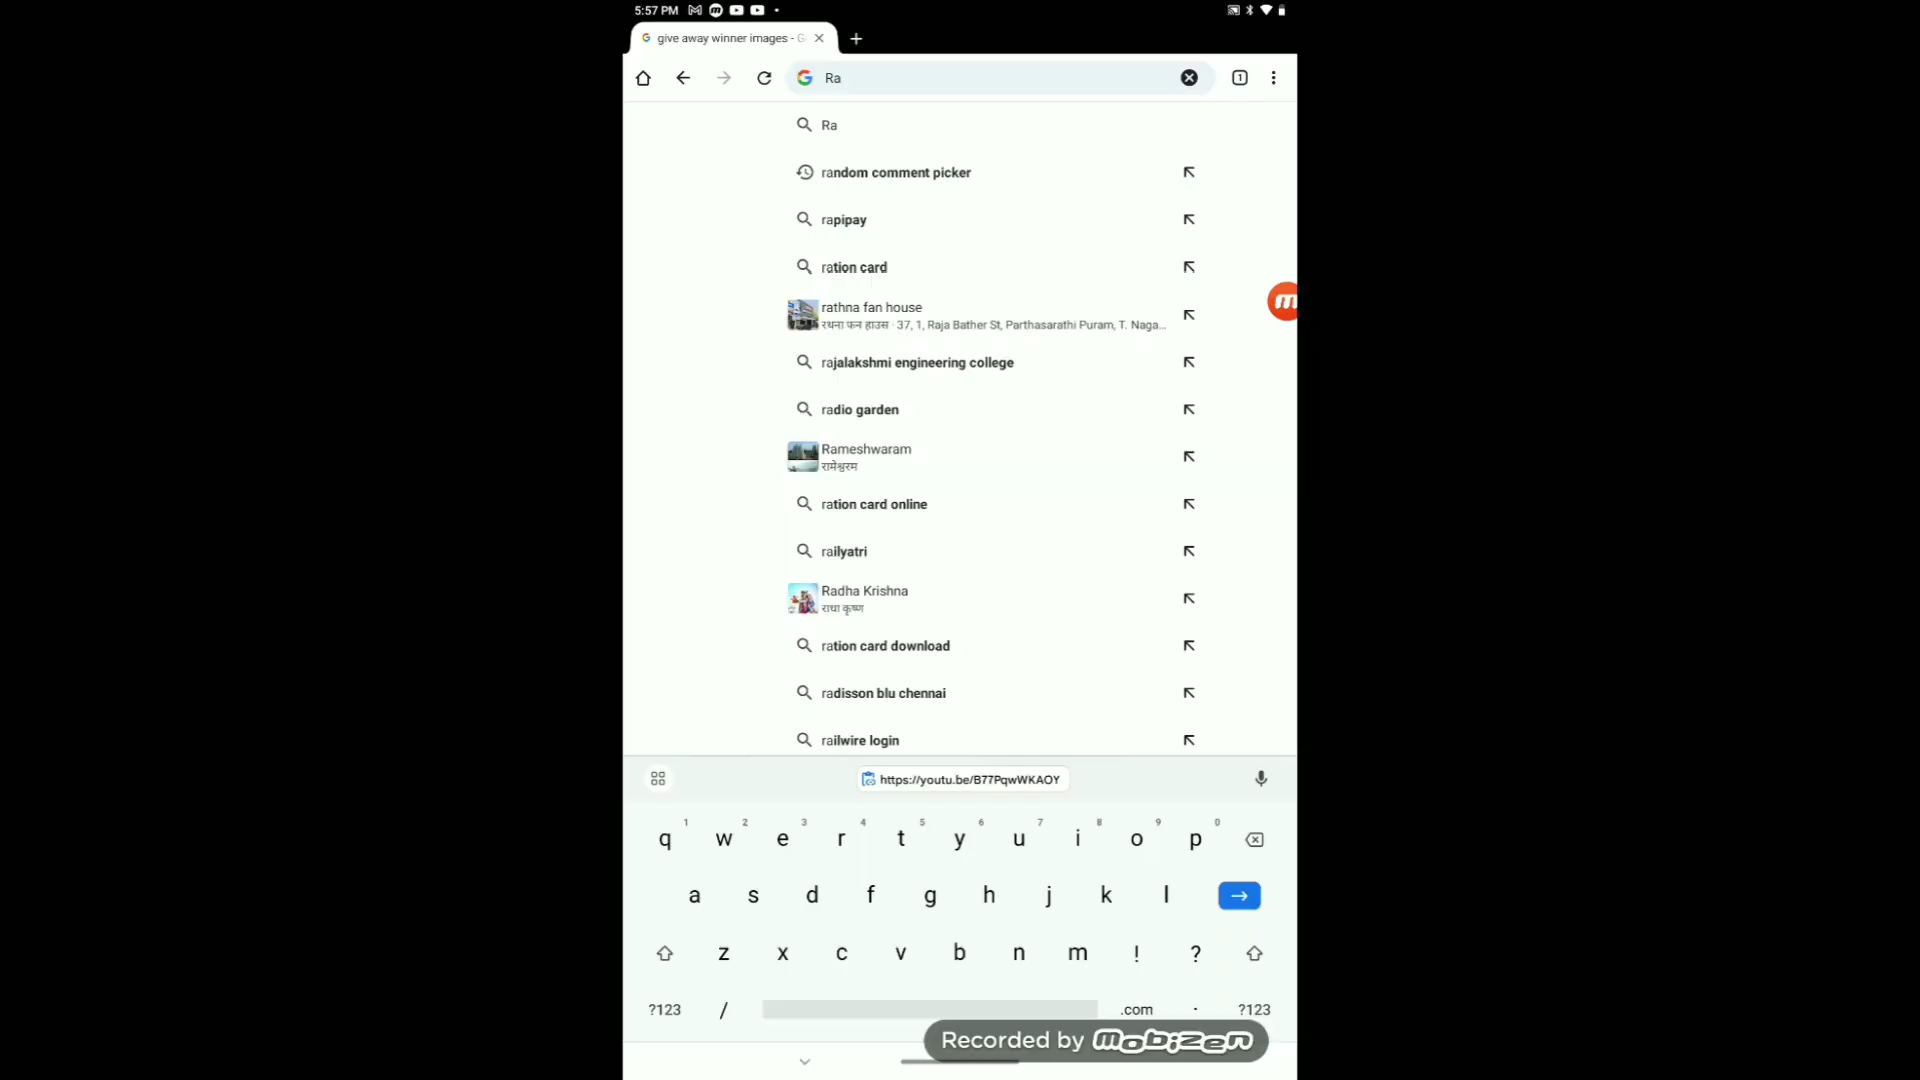 5:57 PM
give away winner images - G
Ra
1
Ra
random comment picker
rapipay
ration card
rathna fan house
रथना फन हाउस · 37, 1, Raja Bather St, Parthasarathi Puram, T. Naga...
rajalakshmi engineering college
radio garden
Rameshwaram
रामेश्वरम
ration card online
railyatri
Radha Krishna
राधा कृष्ण
ration card download
radisson blu chennai
railwire login
https://youtu.be/B77PqwWKAOY
1 2 3 4 5 6 7 8 9 0
q w e r t y u i o p
a s d f g h j k l
z x c v b n m ! ?
?123 / .com . ?123
Recorded by mobizen